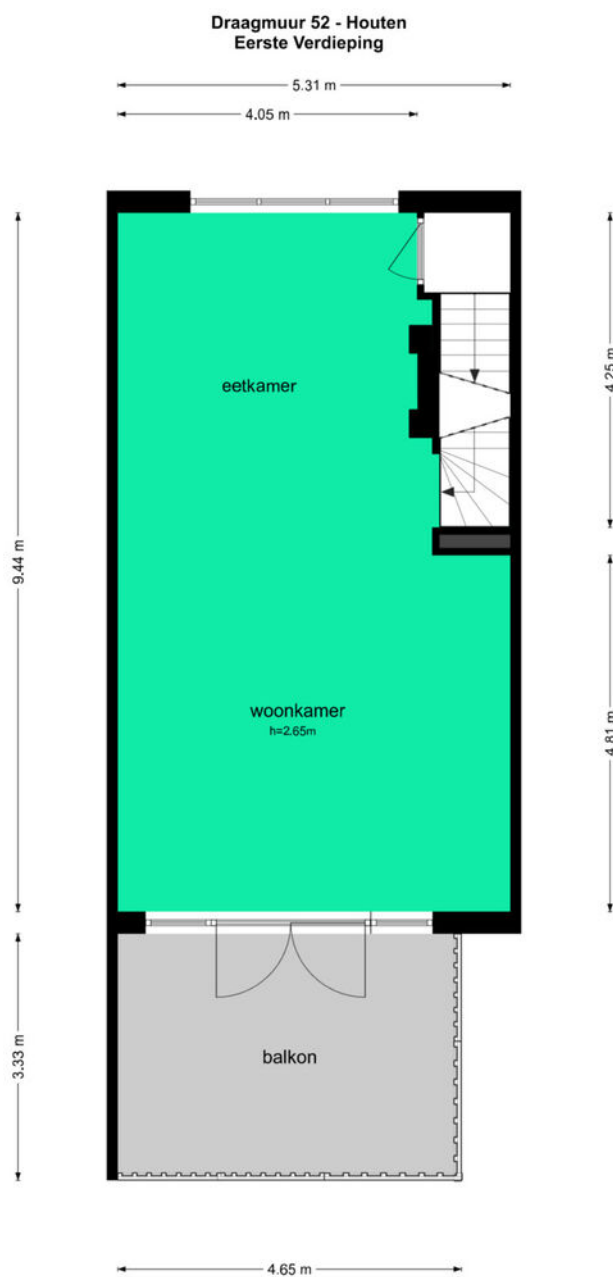 Draagmuur 52 - Houten
Eerste Verdieping
5.31 m
4.05 m
4.25 m
eetkamer
9.44 m
woonkamer
h=2.65m
4.81 m
3.33 m
balkon
4.65 m